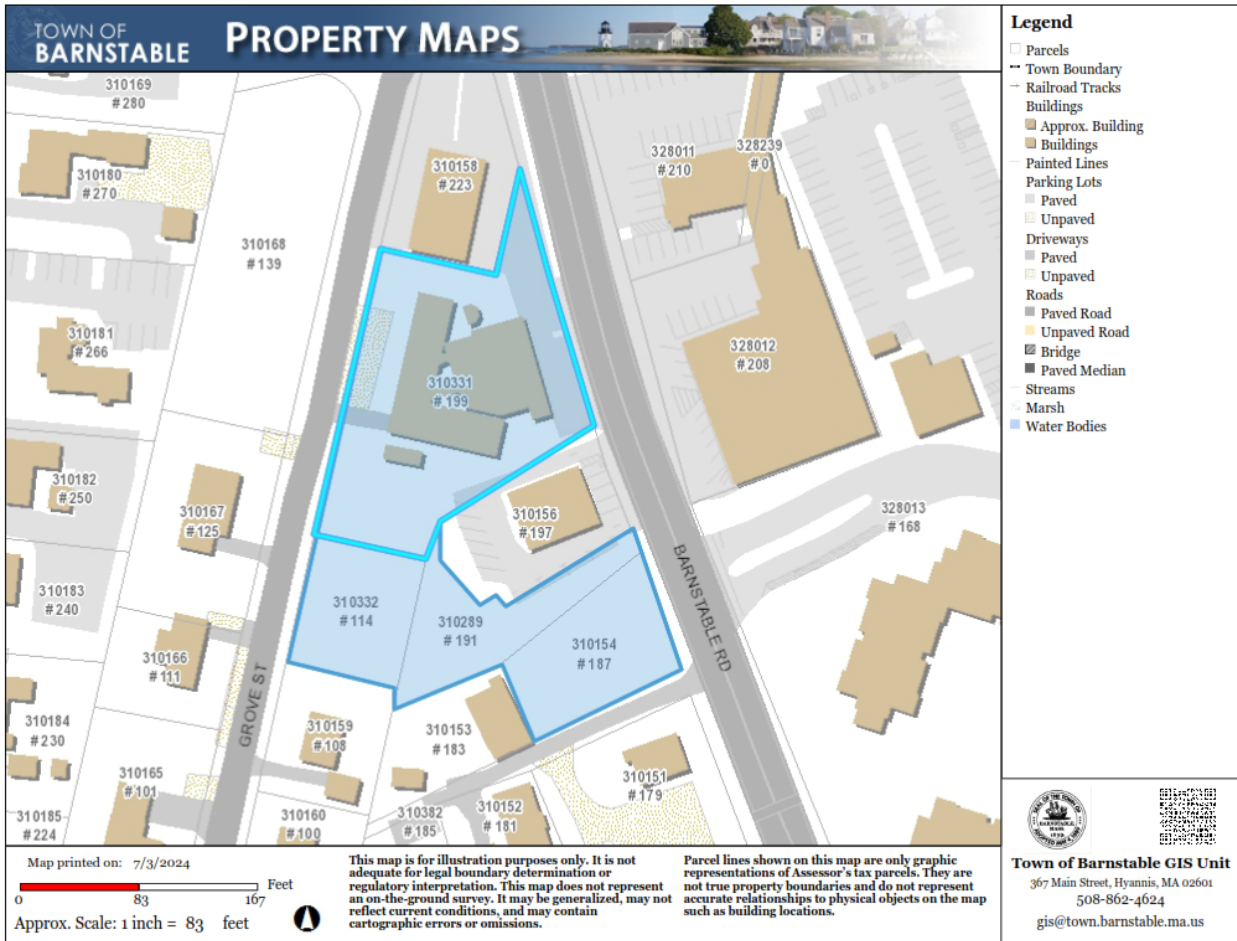 TOWN OF
BARNSTABLE
PROPERTY MAPS
310169
# 280
310180
# 270
310168
# 139
310158
# 223
328011
# 210
328239
# 0
310181
# 266
310331
# 199
328012
# 208
310182
# 250
310167
# 125
310156
# 197
328013
# 168
310183
# 240
310332
# 114
310289
# 191
310154
# 187
BARNSTABLE RD
310166
# 111
GROVE ST
310184
# 230
310159
# 108
310153
# 183
310165
# 101
310151
# 179
310185
# 224
310160
# 100
310382
# 185
310152
# 181
Legend
Parcels
Town Boundary
Railroad Tracks
Buildings
Approx. Building
Buildings
Painted Lines
Parking Lots
Paved
Unpaved
Driveways
Paved
Unpaved
Roads
Paved Road
Unpaved Road
Bridge
Paved Median
Streams
Marsh
Water Bodies
Map printed on: 7/3/2024
Feet
0 83 167
Approx. Scale: 1 inch = 83 feet
This map is for illustration purposes only. It is not
adequate for legal boundary determination or
regulatory interpretation. This map does not represent
an on-the-ground survey. It may be generalized, may not
reflect current conditions, and may contain
cartographic errors or omissions.
Parcel lines shown on this map are only graphic
representations of Assessor's tax parcels. They are
not true property boundaries and do not represent
accurate relationships to physical objects on the map
such as building locations.
Town of Barnstable GIS Unit
367 Main Street, Hyannis, MA 02601
508-862-4624
gis@town.barnstable.ma.us